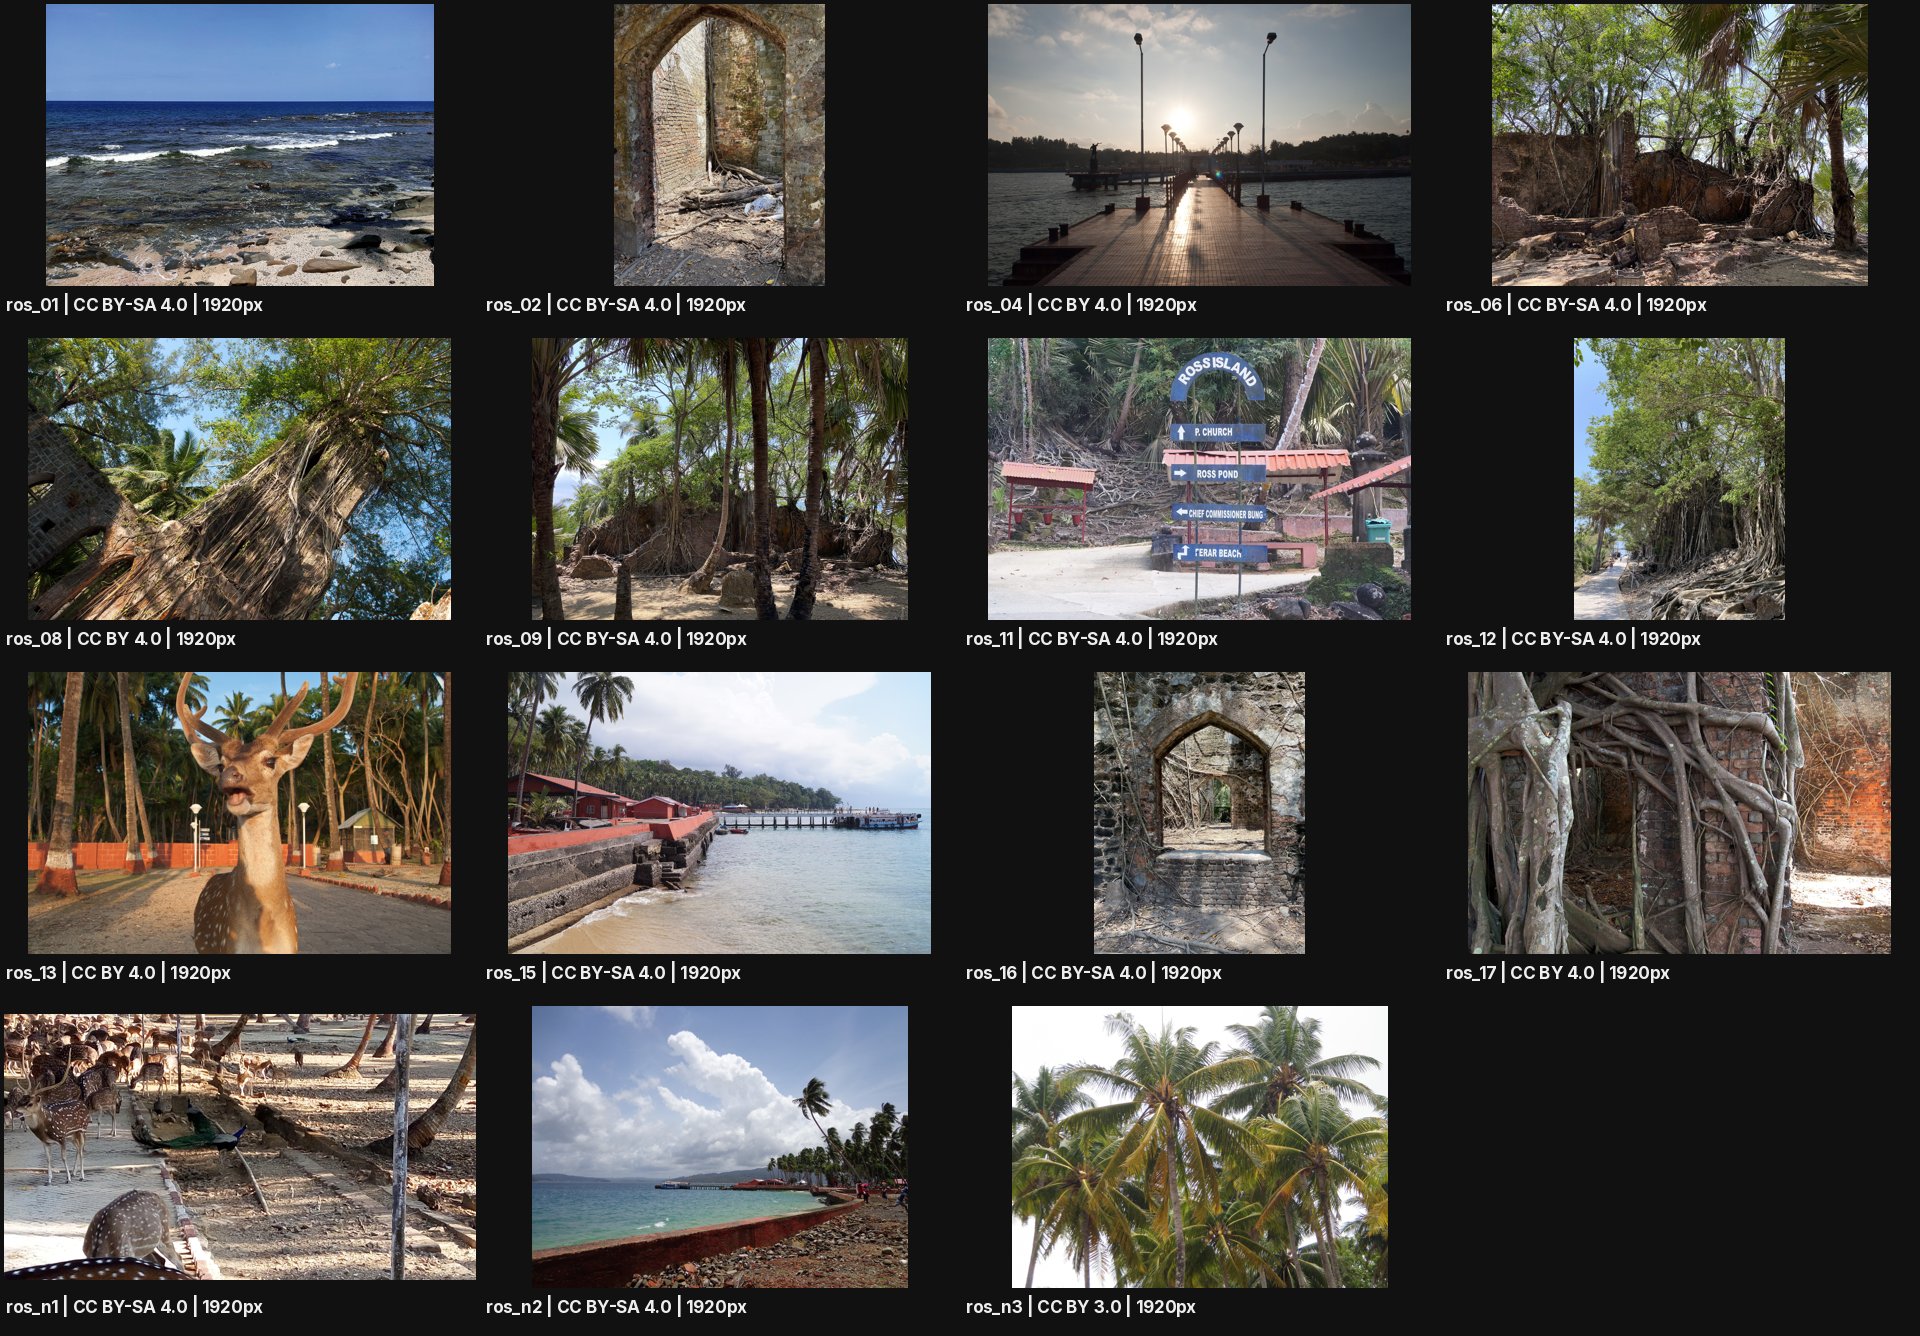 ros_01 | CC BY-SA 4.0 | 1920px
ros_02 | CC BY-SA 4.0 | 1920px
ros_04 | CC BY 4.0 | 1920px
ros_06 | CC BY-SA 4.0 | 1920px
ROSS ISLAND
P. CHURCH
ROSS POND
CHIEF COMMISSIONER BUNG
BEACH
ros_08 | CC BY 4.0 | 1920px
ros_09 | CC BY-SA 4.0 | 1920px
ros_11 | CC BY-SA 4.0 | 1920px
ros_12 | CC BY-SA 4.0 | 1920px
ros_13 | CC BY 4.0 | 1920px
ros_15 | CC BY-SA 4.0 | 1920px
ros_16 | CC BY-SA 4.0 | 1920px
ros_17 | CC BY 4.0 | 1920px
ros_n1 | CC BY-SA 4.0 | 1920px
ros_n2 | CC BY-SA 4.0 | 1920px
ros_n3 | CC BY 3.0 | 1920px